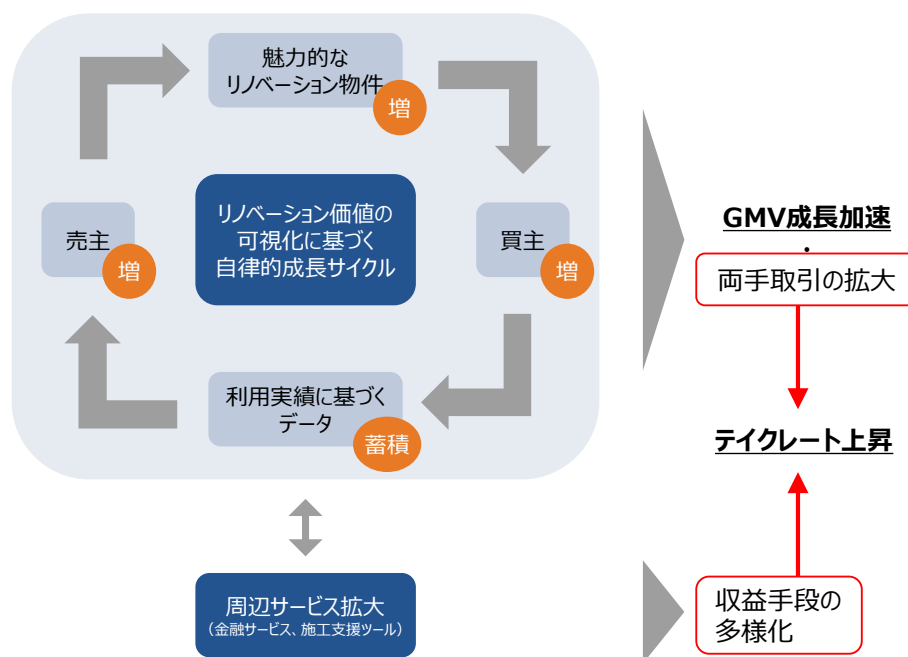 魅力的な
リノベーション物件
増
売主
増
リノベーション価値の
可視化に基づく
自律的成長サイクル
買主
増
利用実績に基づく
データ
蓄積
周辺サービス拡大
（金融サービス、施工支援ツール）
GMV成長加速
・
両手取引の拡大
テイクレート上昇
収益手段の
多様化